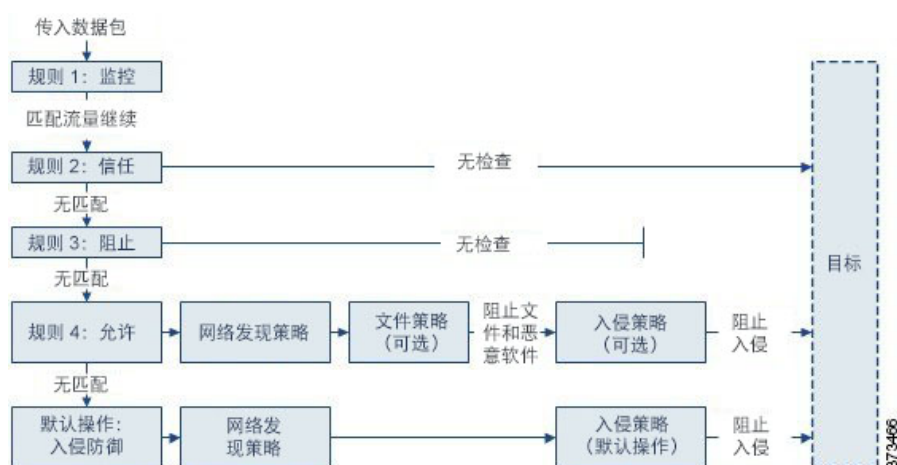 传入数据包
规则 1：监控
匹配流量继续
规则 2：信任
无检查
无匹配
规则 3：阻止
无检查
无匹配
规则 4：允许
网络发现策略
文件策略
（可选）
阻止文
件和恶
意软件
入侵策略
（可选）
阻止
入侵
目标
无匹配
默认操作：
入侵防御
网络发
现策略
入侵策略
（默认操作）
阻止
入侵
373466